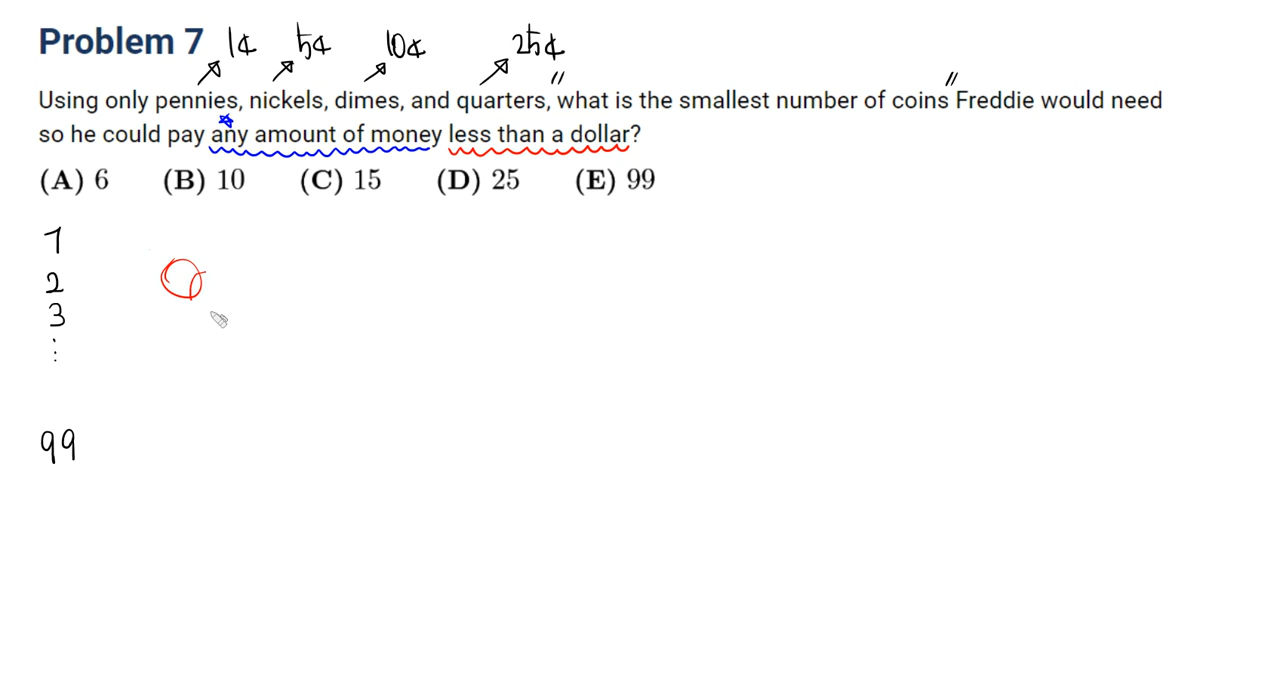 Problem 7 1¢ 5¢ 10¢ 25¢
Using only pennies, nickels, dimes, and quarters, what is the smallest number of coins Freddie would need
so he could pay any amount of money less than a dollar?
(A) 6 (B) 10 (C) 15 (D) 25 (E) 99
1
2
3
⋮
99